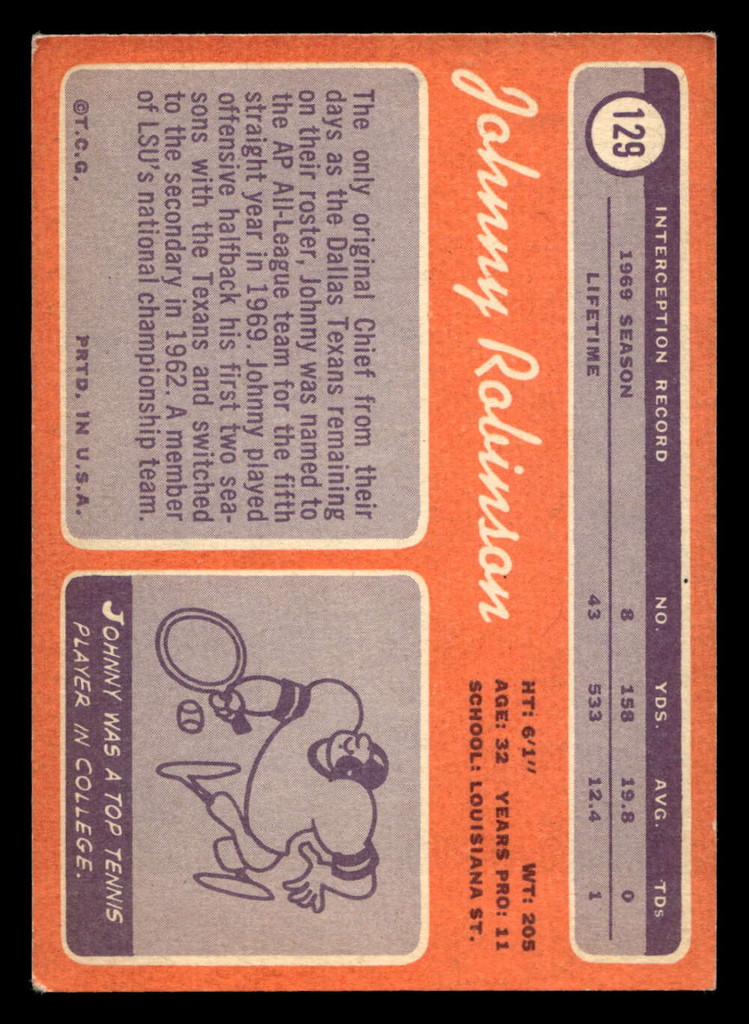 129
INTERCEPTION RECORD NO. YDS. AVG. TDs
1969 SEASON 8 158 19.8 0
LIFETIME 43 533 12.4 1
Johnny Robinson
HT: 6'1" WT: 205
AGE: 32 YEARS PRO: 11
SCHOOL: LOUISIANA ST.
The only original Chief from their
days as the Dallas Texans remaining
on their roster, Johnny was named to
the AP All-League team for the fifth
straight year in 1969. Johnny played
offensive halfback his first two sea-
sons with the Texans and switched
to the secondary in 1962. A member
of LSU's national championship team.
©T.C.G. PRTD. IN U.S.A.
JOHNNY WAS A TOP TENNIS
PLAYER IN COLLEGE.